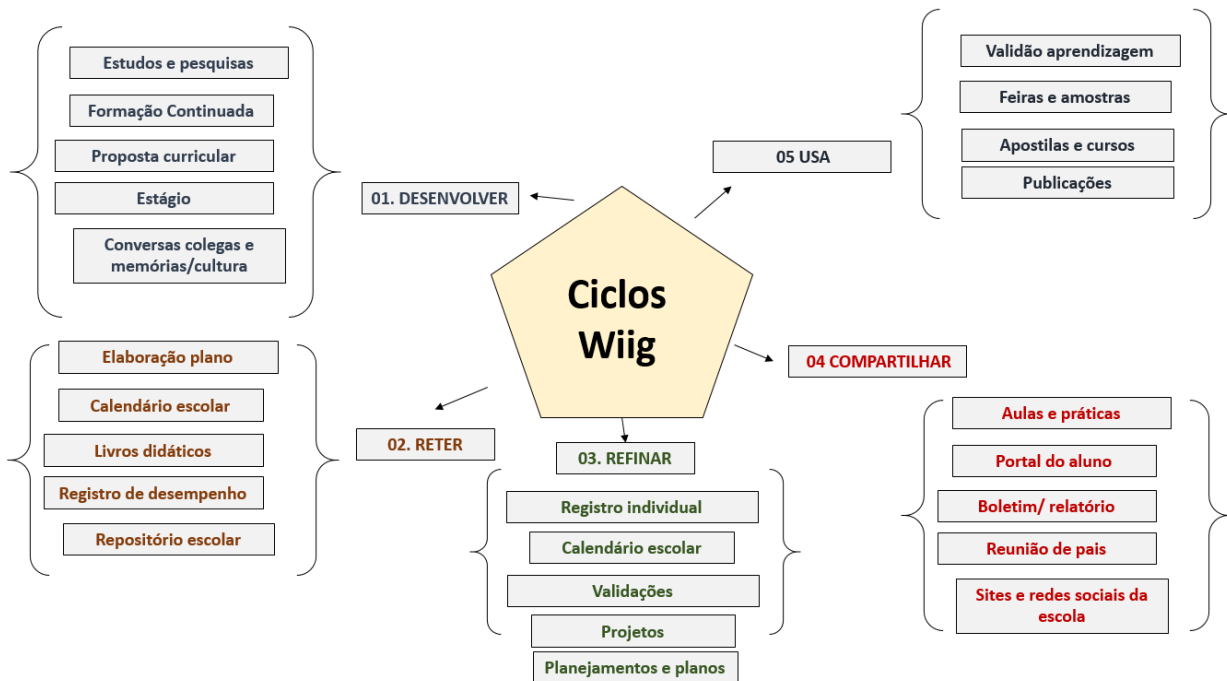 Ciclos
Wiig
01. DESENVOLVER
Estudos e pesquisas
Formação Continuada
Proposta curricular
Estágio
Conversas colegas e
memórias/cultura
02. RETER
Elaboração plano
Calendário escolar
Livros didáticos
Registro de desempenho
Repositório escolar
03. REFINAR
Registro individual
Calendário escolar
Validações
Projetos
Planejamentos e planos
04 COMPARTILHAR
Aulas e práticas
Portal do aluno
Boletim/ relatório
Reunião de pais
Sites e redes sociais da
escola
05 USA
Validão aprendizagem
Feiras e amostras
Apostilas e cursos
Publicações